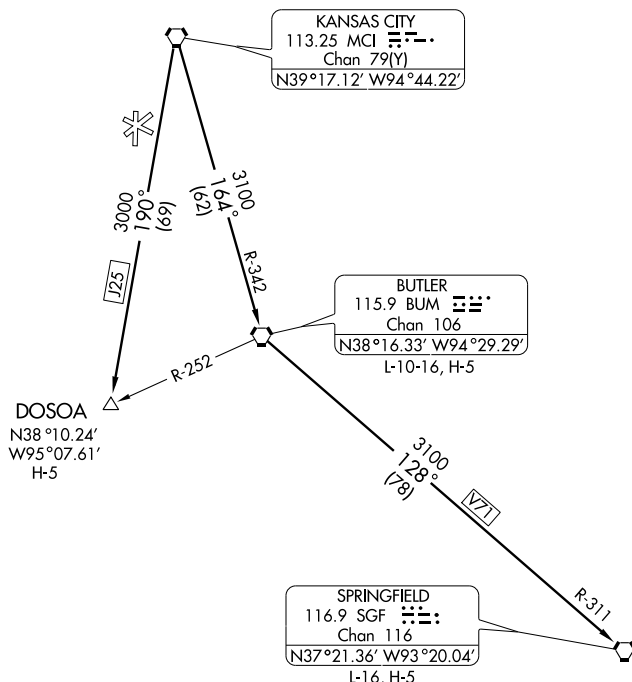 KANSAS CITY
113.25 MCI
Chan 79(Y)
N39°17.12' W94°44.22'
3000
190°
(69)
J25
3100
164°
(62)
R-342
BUTLER
115.9 BUM
Chan 106
N38°16.33' W94°29.29'
L-10-16, H-5
R-252
DOSOA
N38°10.24'
W95°07.61'
H-5
3100
128°
(78)
V71
R-311
SPRINGFIELD
116.9 SGF
Chan 116
N37°21.36' W93°20.04'
L-16, H-5